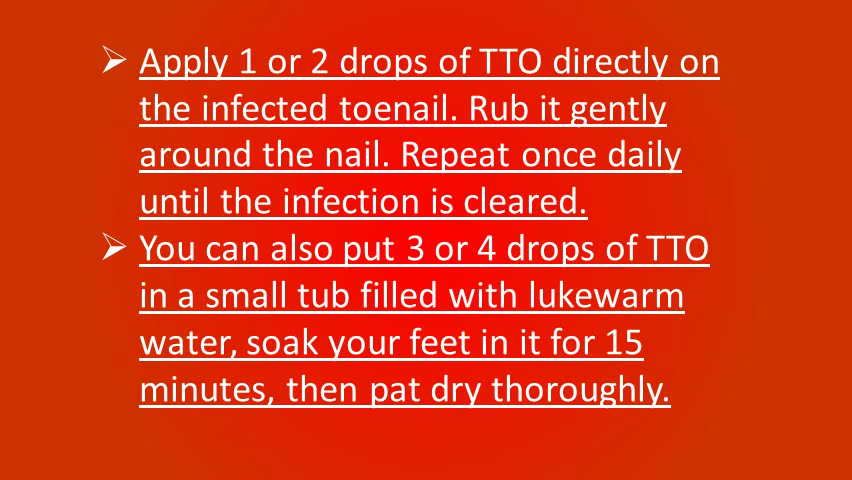 ➢ Apply 1 or 2 drops of TTO directly on
the infected toenail. Rub it gently
around the nail. Repeat once daily
until the infection is cleared.
➢ You can also put 3 or 4 drops of TTO
in a small tub filled with lukewarm
water, soak your feet in it for 15
minutes, then pat dry thoroughly.